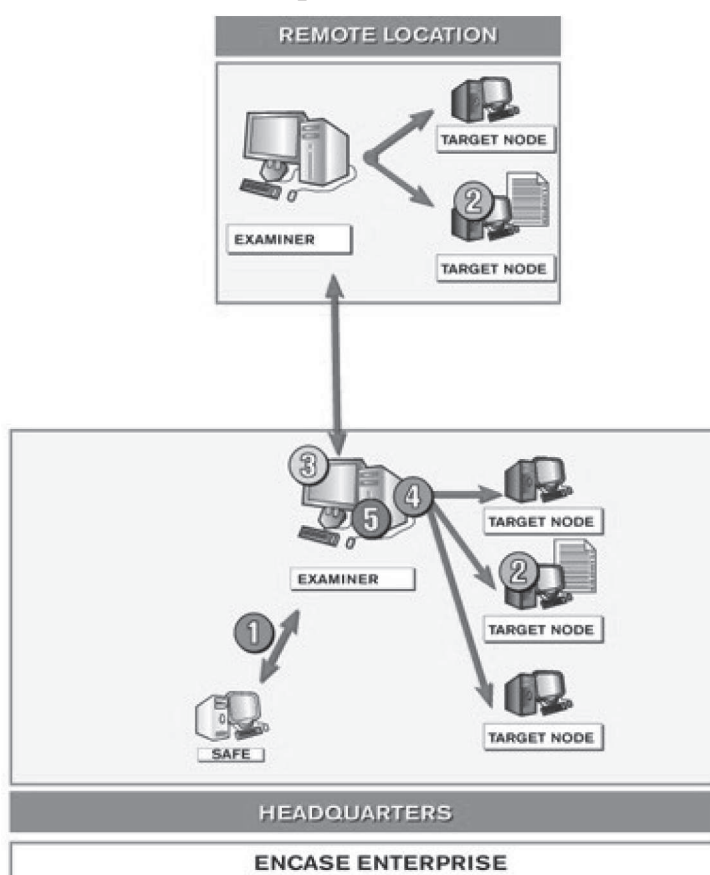 REMOTE LOCATION
TARGET NODE
2
EXAMINER
TARGET NODE
3
4
5
TARGET NODE
EXAMINER
2
TARGET NODE
1
SAFE
TARGET NODE
HEADQUARTERS
ENCASE ENTERPRISE